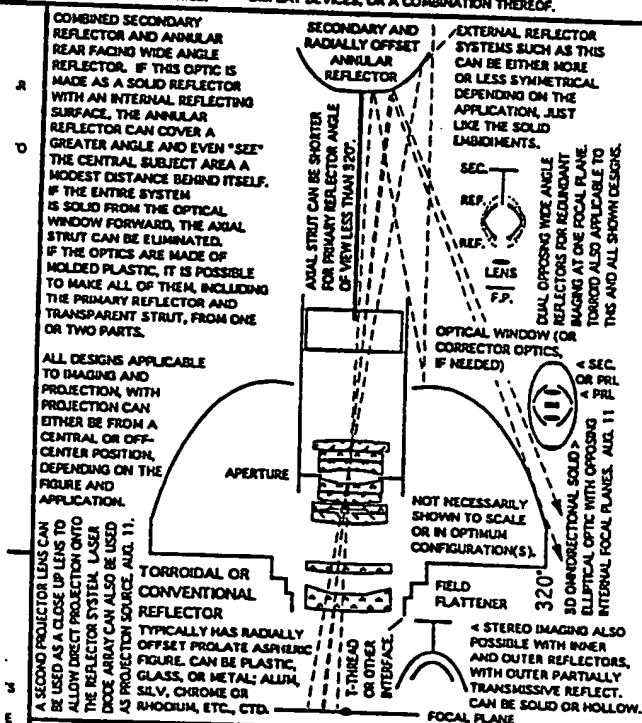 DEVICES, OR A COMBINATION THEREOF.
COMBINED SECONDARY
REFLECTOR AND ANNULAR
REAR FACING WIDE ANGLE
REFLECTOR. IF THIS OPTIC IS
MADE AS A SOLID REFLECTOR
WITH AN INTERNAL REFLECTING
SURFACE, THE ANNULAR
REFLECTOR CAN COVER A
GREATER ANGLE AND EVEN "SEE"
THE CENTRAL SUBJECT AREA A
MODEST DISTANCE BEHIND ITSELF.
IF THE ENTIRE SYSTEM
IS SOLID FROM THE OPTICAL
WINDOW FORWARD, THE AXIAL
STRUT CAN BE ELIMINATED.
IF THE OPTICS ARE MADE OF
MOLDED PLASTIC, IT IS POSSIBLE
TO MAKE ALL OF THEM, INCLUDING
THE PRIMARY REFLECTOR AND
TRANSPARENT STRUT, FROM ONE
OR TWO PARTS.
ALL DESIGNS APPLICABLE
TO IMAGING AND
PROJECTION, WITH
PROJECTION CAN
EITHER BE FROM A
CENTRAL OR OFF-
CENTER POSITION,
DEPENDING ON THE
FIGURE AND
APPLICATION.
A SECOND PROJECTOR LENS CAN
BE USED AS A CLOSE UP LENS TO
ALLOW DIRECT PROJECTION ONTO
THE REFLECTOR SYSTEM. LASER
DIODE ARRAY CAN ALSO BE USED
AS PROJECTION SOURCE. AUG. 11.
SECONDARY AND
RADIALLY OFFSET
ANNULAR
REFLECTOR
AXIAL STRUT CAN BE SHORTER
FOR PRIMARY REFLECTOR ANGLE
OF VIEW LESS THAN 320°.
EXTERNAL REFLECTOR
SYSTEMS SUCH AS THIS
CAN BE EITHER MORE
OR LESS SYMMETRICAL
DEPENDING ON THE
APPLICATION, JUST
LIKE THE SOLID
EMBODIMENTS.
SEC.
REF.
REF.
LENS
F.P.
DUAL OPPOSING WIDE ANGLE
REFLECTORS FOR REDUNDANT
IMAGING AT ONE FOCAL PLANE.
TORROID ALSO APPLICABLE TO
THIS AND ALL SHOWN DESIGNS.
OPTICAL WINDOW (OR
CORRECTOR OPTICS,
IF NEEDED)
< SEC.
OR PRI.
< PRI.
APERTURE
NOT NECESSARILY
SHOWN TO SCALE
OR IN OPTIMUM
CONFIGURATION(S).
320°
3D OMNIDIRECTIONAL SOLID >
ELLIPTICAL OPTIC WITH OPPOSING
INTERNAL FOCAL PLANES. AUG. 11
TORROIDAL OR
CONVENTIONAL
REFLECTOR
TYPICALLY HAS RADIALLY
OFFSET PROLATE ASPHERIC
FIGURE. CAN BE PLASTIC,
GLASS, OR METAL; ALUM,
SILV, CHROME OR
RHODIUM, ETC., CTD.
T-THREAD
OR OTHER
INTERFACE.
FIELD
FLATTENER
< STEREO IMAGING ALSO
POSSIBLE WITH INNER
AND OUTER REFLECTORS,
WITH OUTER PARTIALLY
TRANSMISSIVE REFLECT.
CAN BE SOLID OR HOLLOW.
FOCAL PLANE